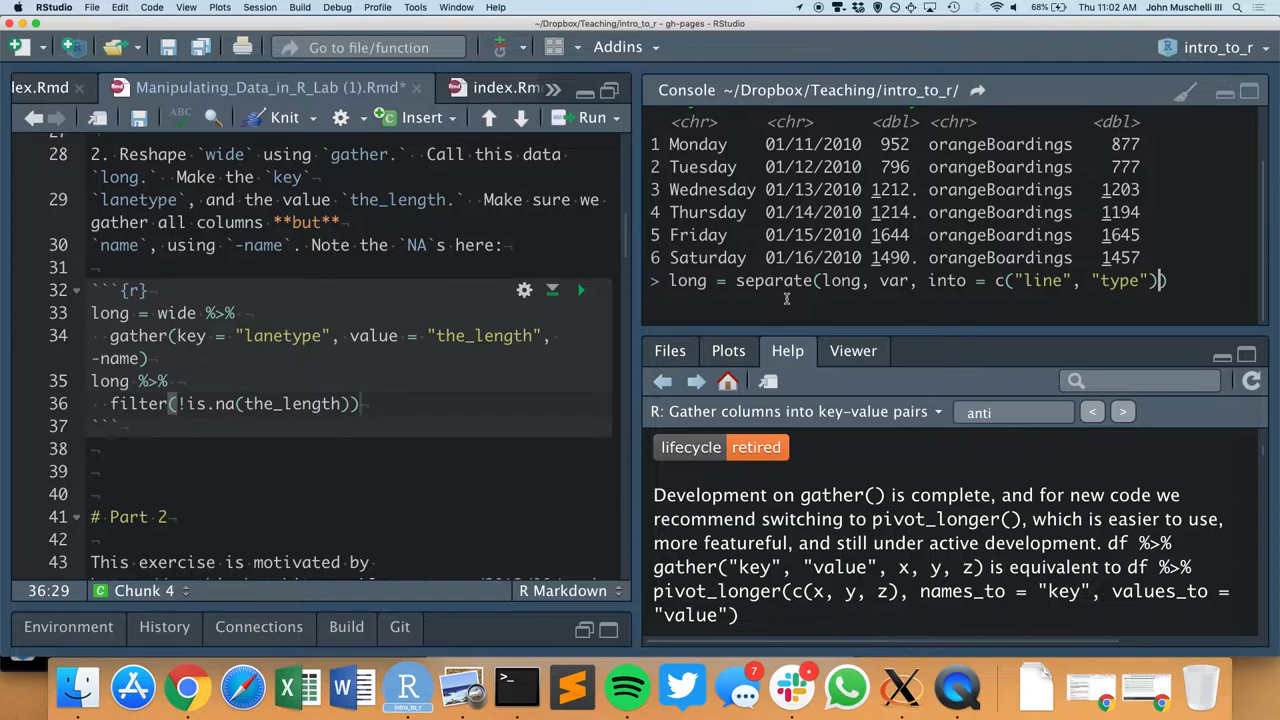 RStudio File Edit Code View Plots Session Build Debug Profile Tools Window Help 68% Thu 11:02 AM John Muschelli III
~/Dropbox/Teaching/intro_to_r - gh-pages - RStudio
Go to file/function Addins intro_to_r
dex.Rmd Manipulating_Data_in_R_Lab (1).Rmd* index.Rm
ABC Knit Insert Run
27
28 2. Reshape `wide` using `gather.` Call this data
`long.` Make the `key`
29 `lanetype`, and the value `the_length.` Make sure we
gather all columns **but**
30 `name`, using `-name`. Note the `NA`s here:
31
32 ```{r}
33 long = wide %>%
34 gather(key = "lanetype", value = "the_length",
-name)
35 long %>%
36 filter(!is.na(the_length))
37 ```
38
39
40
41 # Part 2
42
43 This exercise is motivated by
36:29 C Chunk 4 R Markdown
Environment History Connections Build Git
Console ~/Dropbox/Teaching/intro_to_r/
<chr> <chr> <dbl> <chr> <dbl>
1 Monday 01/11/2010 952 orangeBoardings 877
2 Tuesday 01/12/2010 796 orangeBoardings 777
3 Wednesday 01/13/2010 1212. orangeBoardings 1203
4 Thursday 01/14/2010 1214. orangeBoardings 1194
5 Friday 01/15/2010 1644 orangeBoardings 1645
6 Saturday 01/16/2010 1490. orangeBoardings 1457
> long = separate(long, var, into = c("line", "type"))
Files Plots Help Viewer
R: Gather columns into key-value pairs anti < >
lifecycle retired
Development on gather() is complete, and for new code we
recommend switching to pivot_longer(), which is easier to use,
more featureful, and still under active development. df %>%
gather("key", "value", x, y, z) is equivalent to df %>%
pivot_longer(c(x, y, z), names_to = "key", values_to =
"value")
R
intro_to_r
7